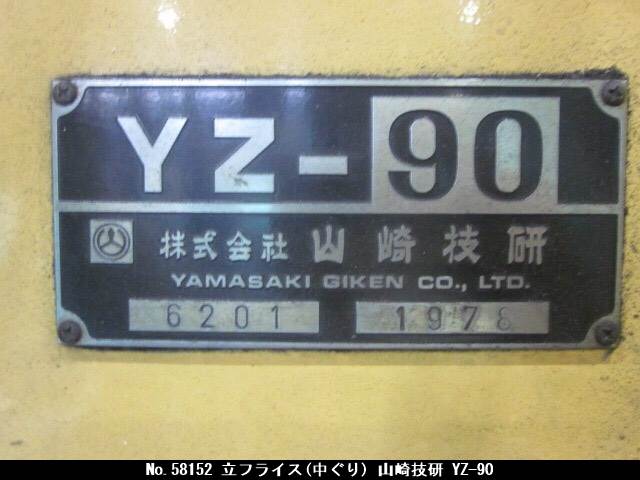 YZ-90
株式会社 山崎技研
YAMASAKI GIKEN CO., LTD.
6201 1978
No.58152 立フライス(中ぐり) 山崎技研 YZ-90